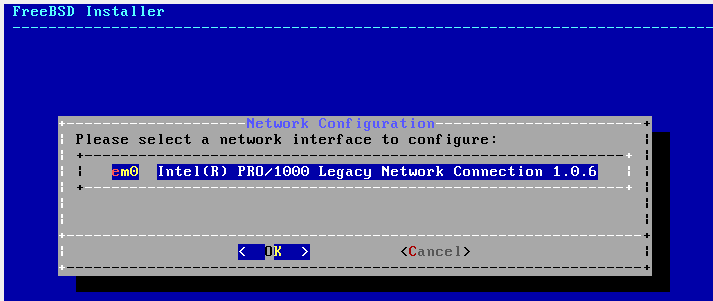 FreeBSD Installer
Network Configuration
Please select a network interface to configure:
em0 Intel(R) PRO/1000 Legacy Network Connection 1.0.6
< OK > <Cancel>